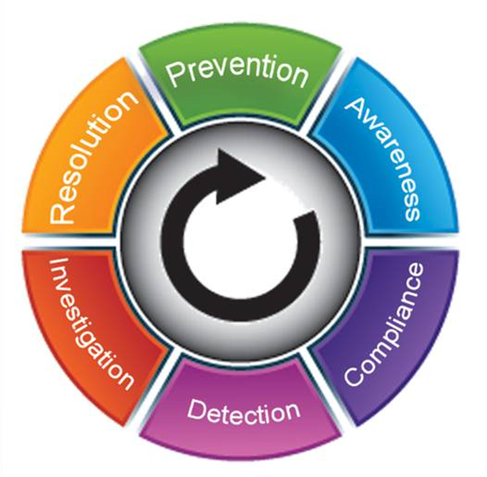 Prevention
Awareness
Compliance
Detection
Investigation
Resolution